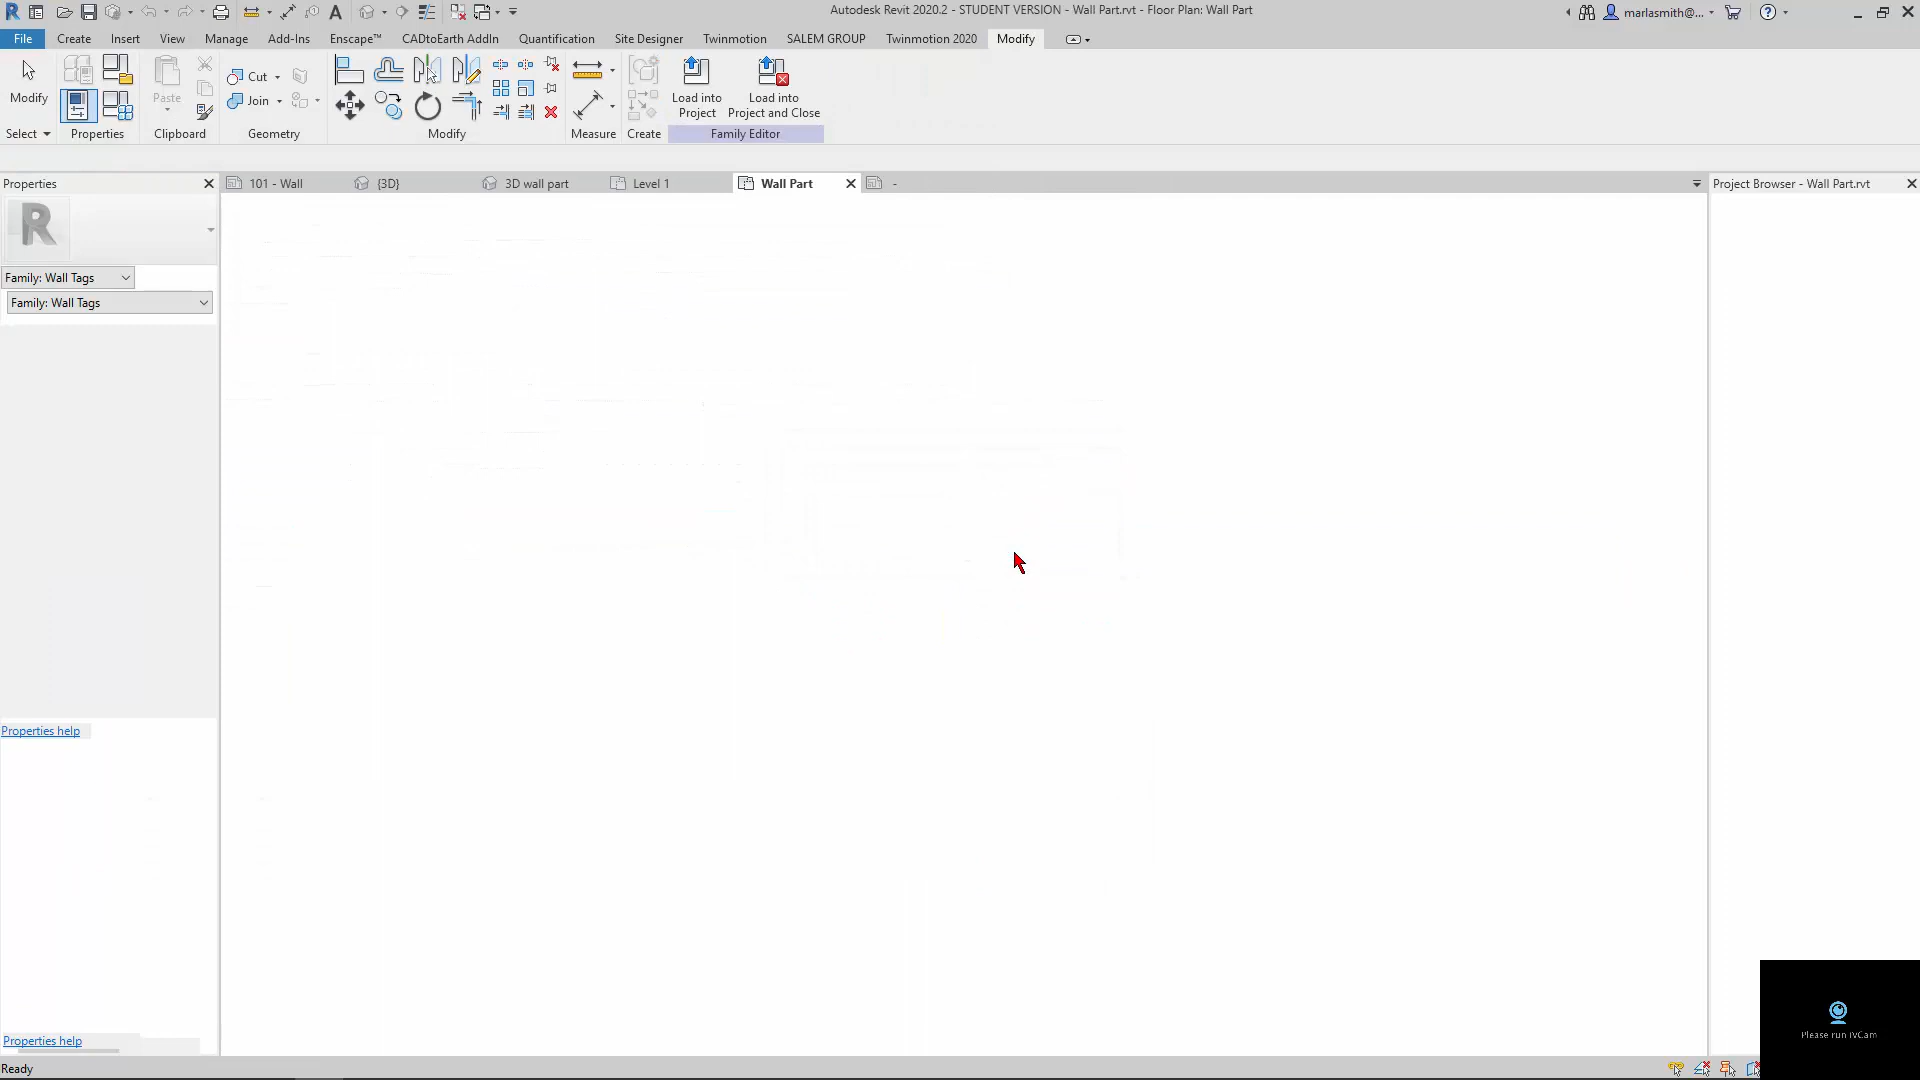 Autodesk Revit 2020.2 - STUDENT VERSION - Wall Part.rvt - Floor Plan: Wall Part
marlasmith@...
File Create Insert View Manage Add-Ins Enscape™ CADtoEarth AddIn Quantification Site Designer Twinmotion SALEM GROUP Twinmotion 2020 Modify
Modify
Paste
Cut
Join
Load into Project
Load into Project and Close
Select Properties Clipboard Geometry Modify Measure Create Family Editor
Properties
101 - Wall {3D} 3D wall part Level 1 Wall Part -
Project Browser - Wall Part.rvt
Family: Wall Tags
Family: Wall Tags
Properties help
Properties help
Please run iVCam
Ready